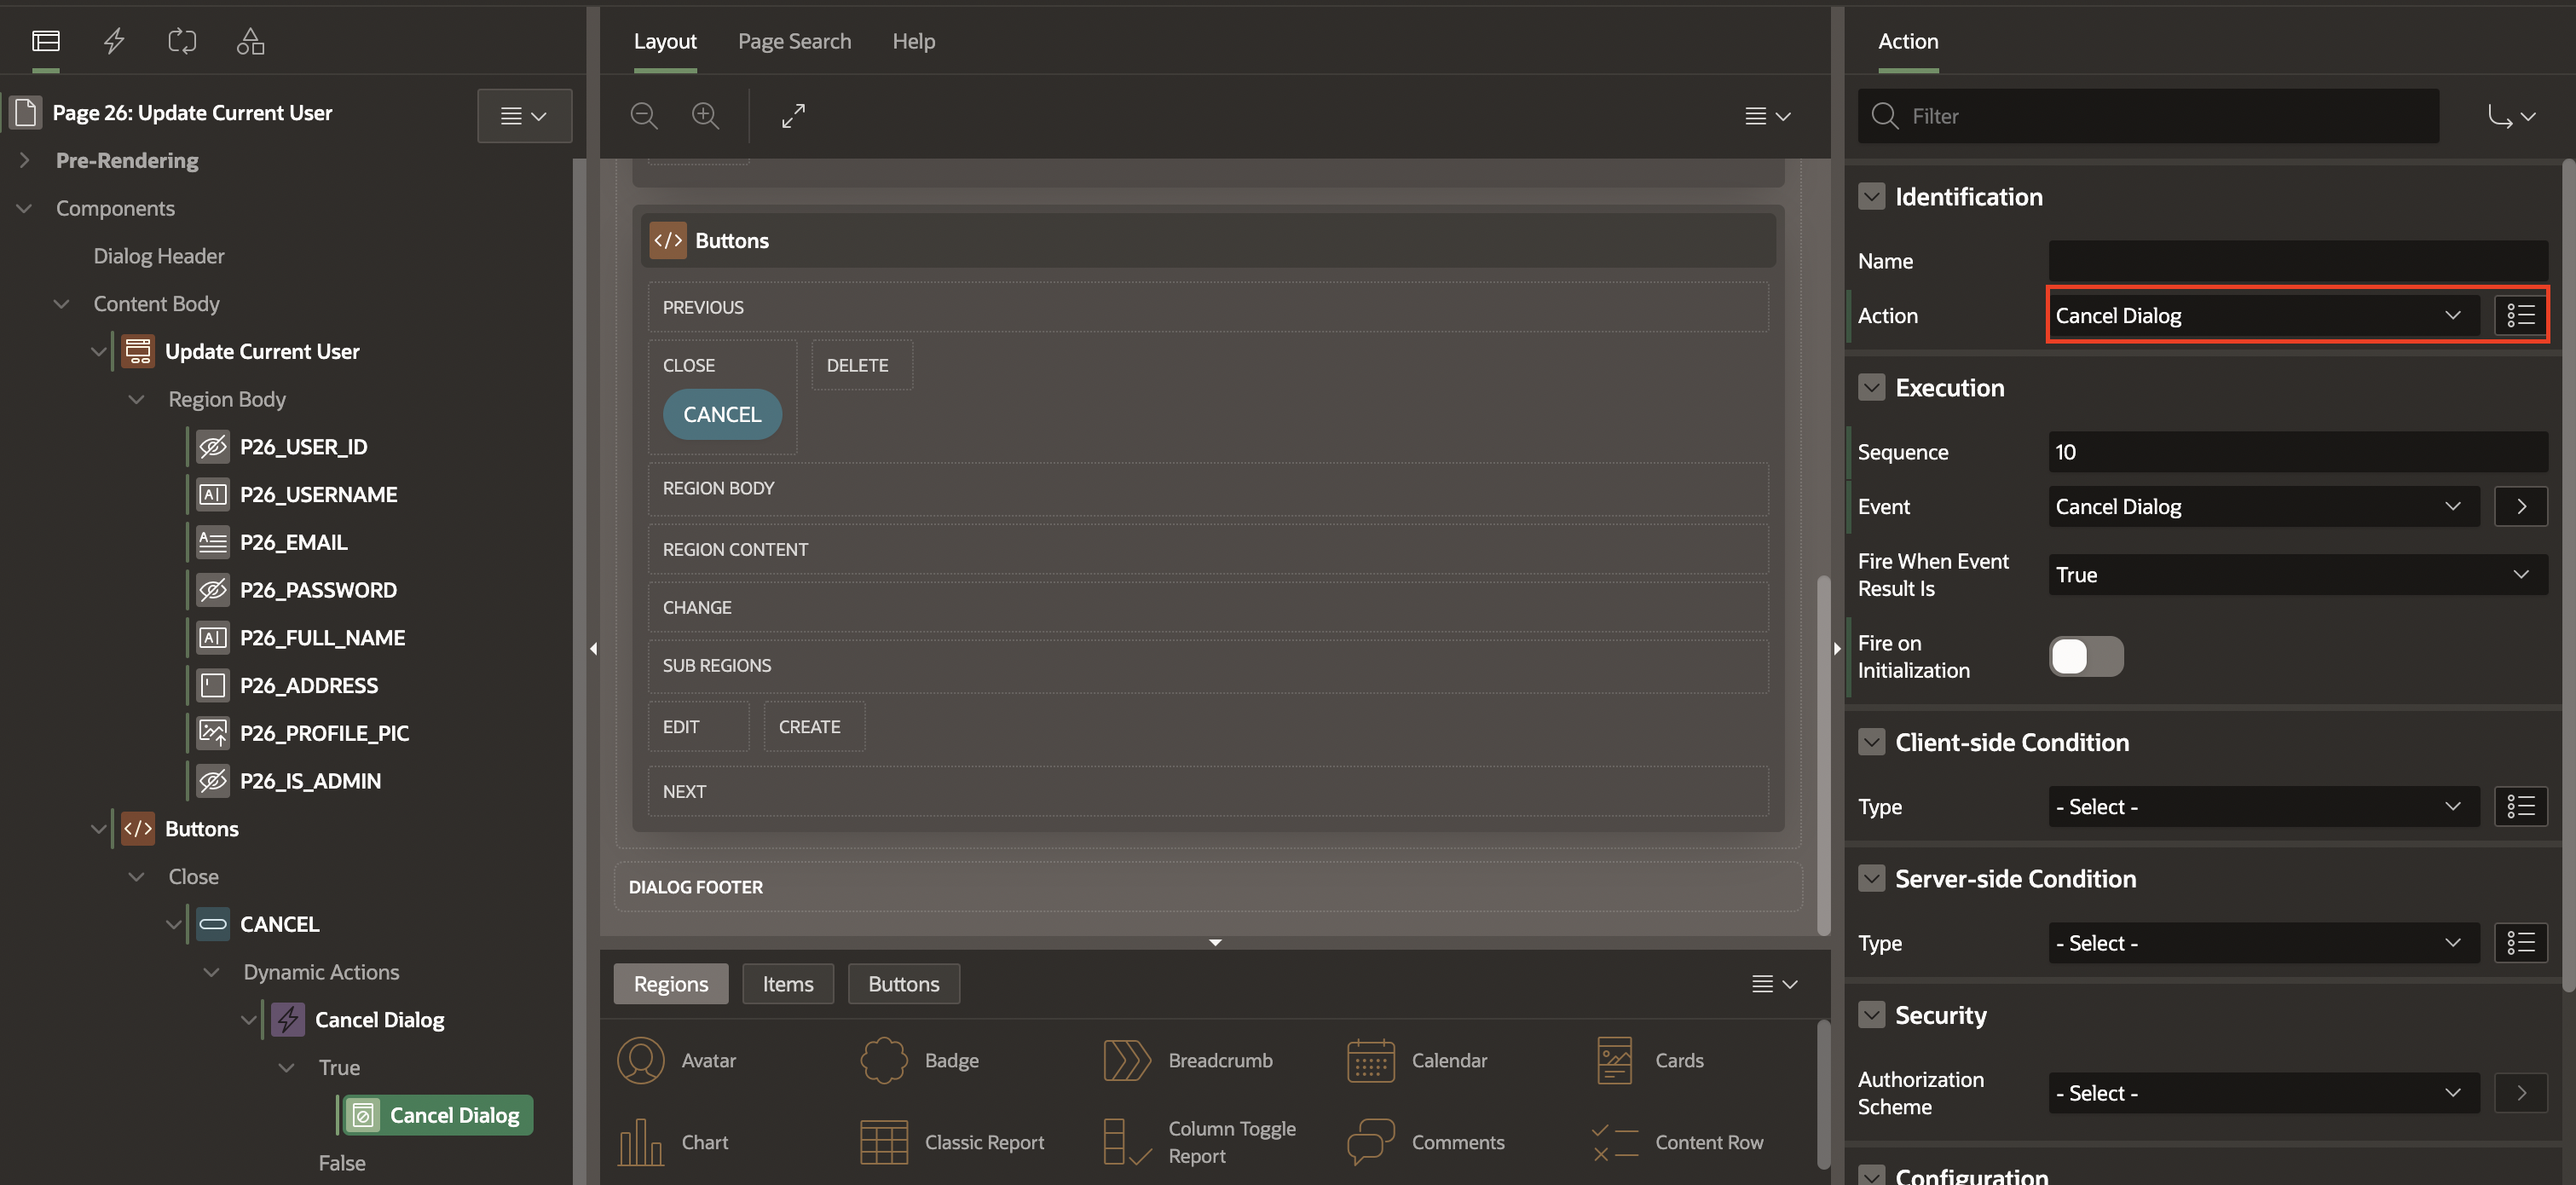 Page 26: Update Current User
Pre-Rendering
Components
Dialog Header
Content Body
Update Current User
Region Body
P26_USER_ID
P26_USERNAME
P26_EMAIL
P26_PASSWORD
P26_FULL_NAME
P26_ADDRESS
P26_PROFILE_PIC
P26_IS_ADMIN
Buttons
Close
CANCEL
Dynamic Actions
Cancel Dialog
True
Cancel Dialog
False
Layout Page Search Help
Buttons
PREVIOUS
CLOSE DELETE
CANCEL
REGION BODY
REGION CONTENT
CHANGE
SUB REGIONS
EDIT CREATE
NEXT
DIALOG FOOTER
Regions Items Buttons
Avatar Badge Breadcrumb Calendar Cards
Chart Classic Report Column Toggle Report Comments Content Row
Action
Filter
Identification
Name
Action Cancel Dialog
Execution
Sequence 10
Event Cancel Dialog
Fire When Event Result Is True
Fire on Initialization
Client-side Condition
Type - Select -
Server-side Condition
Type - Select -
Security
Authorization Scheme - Select -
Configuration